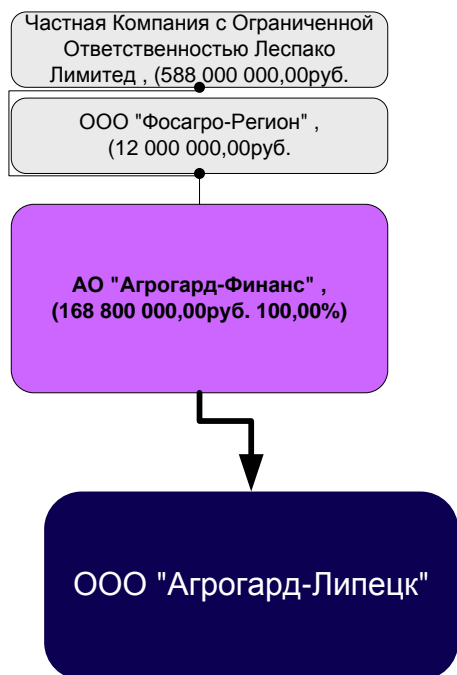 Частная Компания с Ограниченной
Ответственностью Леспако
Лимитед , (588 000 000,00руб.
ООО "Фосагро-Регион" ,
(12 000 000,00руб.
АО "Агрогард-Финанс" ,
(168 800 000,00руб. 100,00%)
ООО "Агрогард-Липецк"